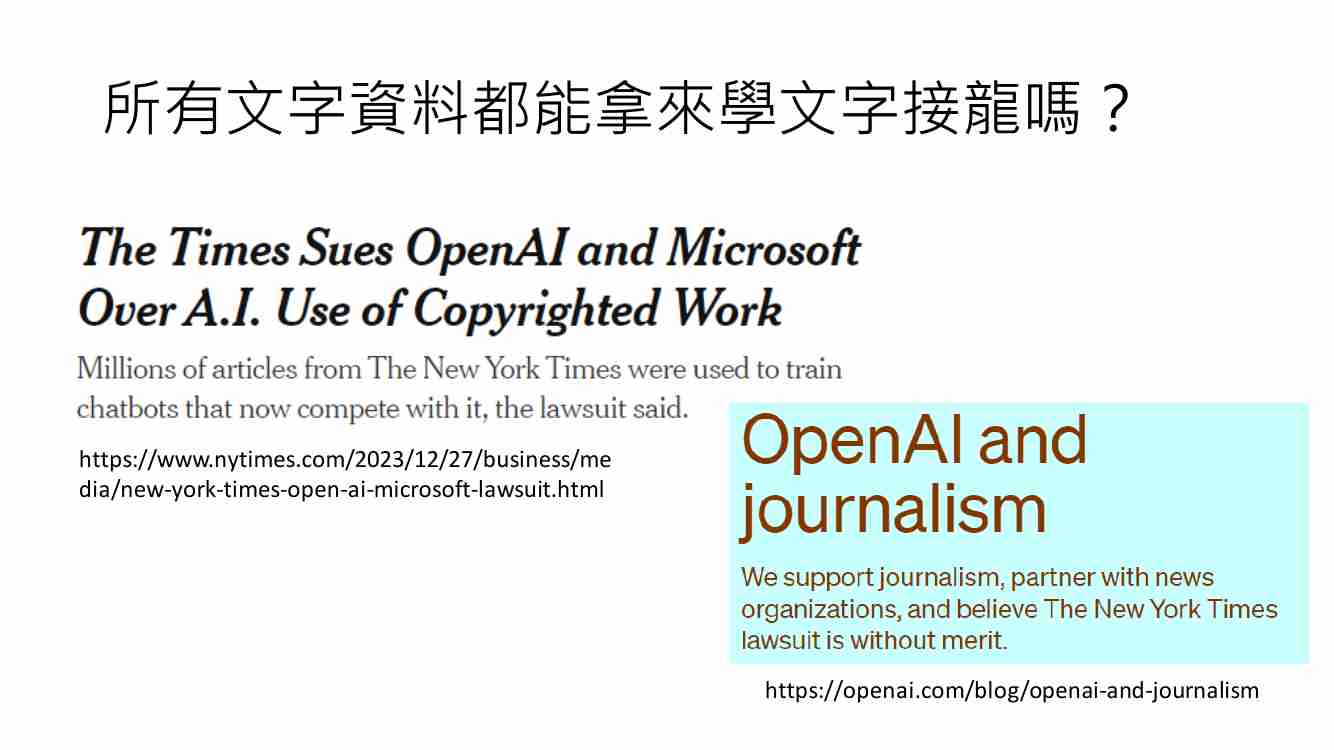 所有文字資料都能拿來學文字接龍嗎？
The Times Sues OpenAI and Microsoft
Over A.I. Use of Copyrighted Work
Millions of articles from The New York Times were used to train
chatbots that now compete with it, the lawsuit said.
https://www.nytimes.com/2023/12/27/business/me
dia/new-york-times-open-ai-microsoft-lawsuit.html
OpenAI and
journalism
We support journalism, partner with news
organizations, and believe The New York Times
lawsuit is without merit.
https://openai.com/blog/openai-and-journalism